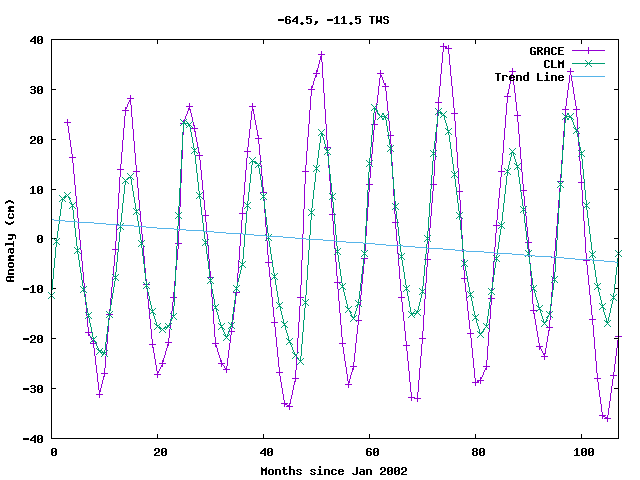 -64.5, -11.5 TWS
GRACE
CLM
Trend Line
40
30
20
10
0
-10
-20
-30
-40
Anomaly (cm)
0 20 40 60 80 100
Months since Jan 2002